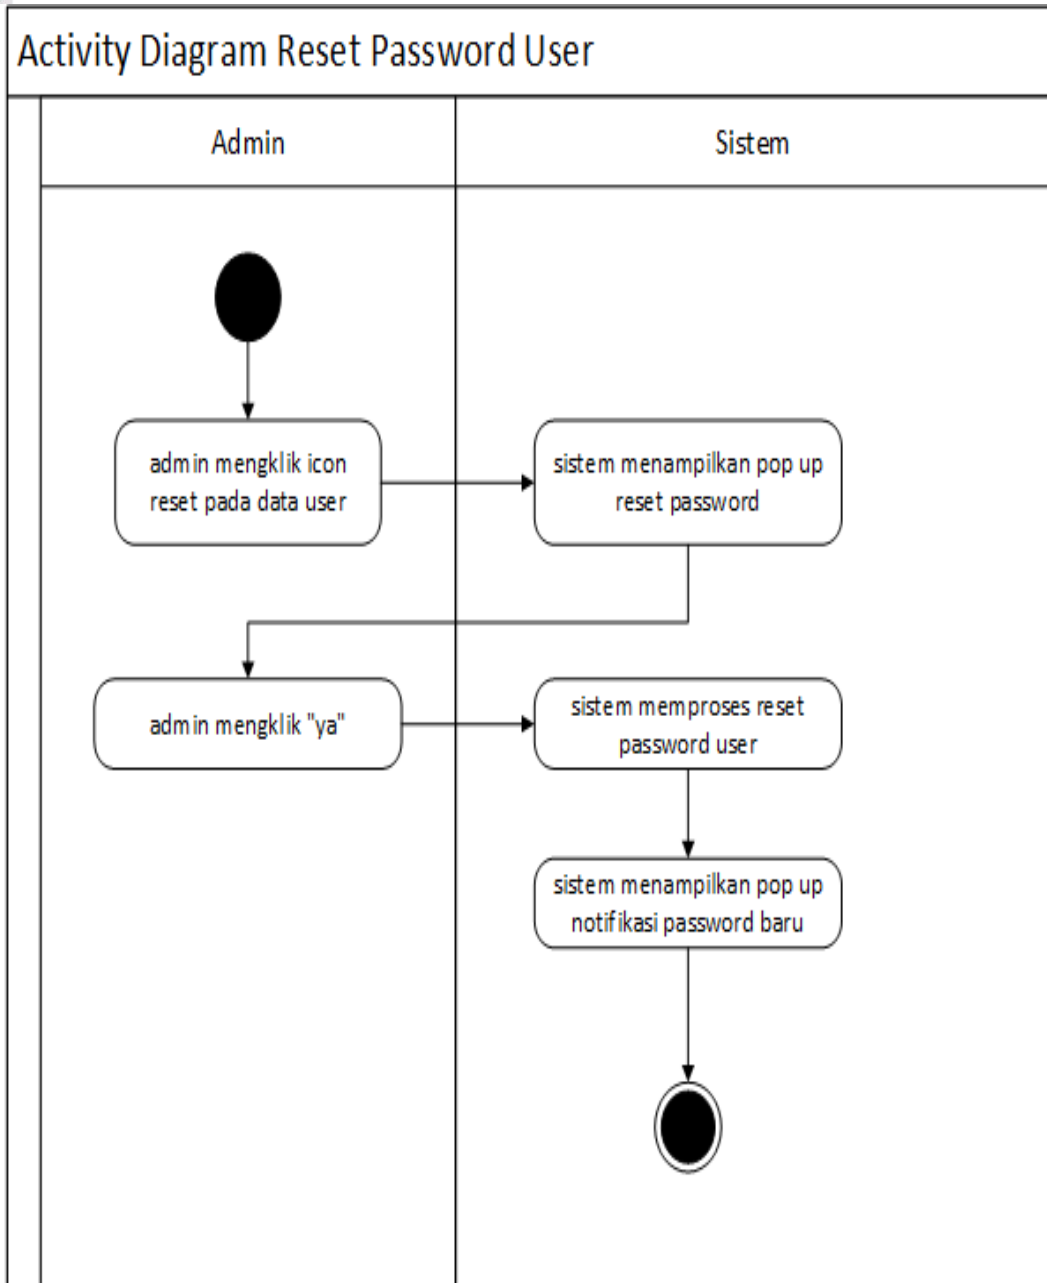 Activity Diagram Reset Password User
Admin
Sistem
admin mengklik icon
reset pada data user
sistem menampilkan pop up
reset password
admin mengklik "ya"
sistem memproses reset
password user
sistem menampilkan pop up
notifikasi password baru